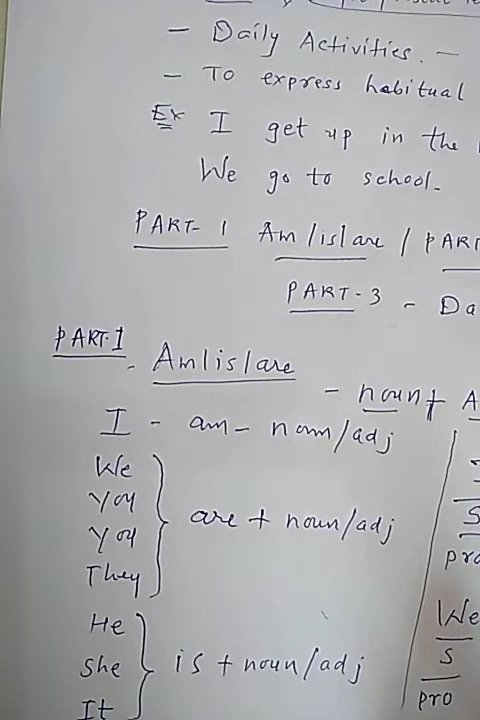 - Daily Activities. -
- To express habitual
Ex I get up in the
We go to school.
PART-1 Am/is/are / PART
PART-3 - Da
PART-1
- Am/is/are
- noun + A
I - am - noun/adj
We
You
You
They
are + noun/adj
He
She
It
is + noun/adj
I
S
pro
We
S
pro